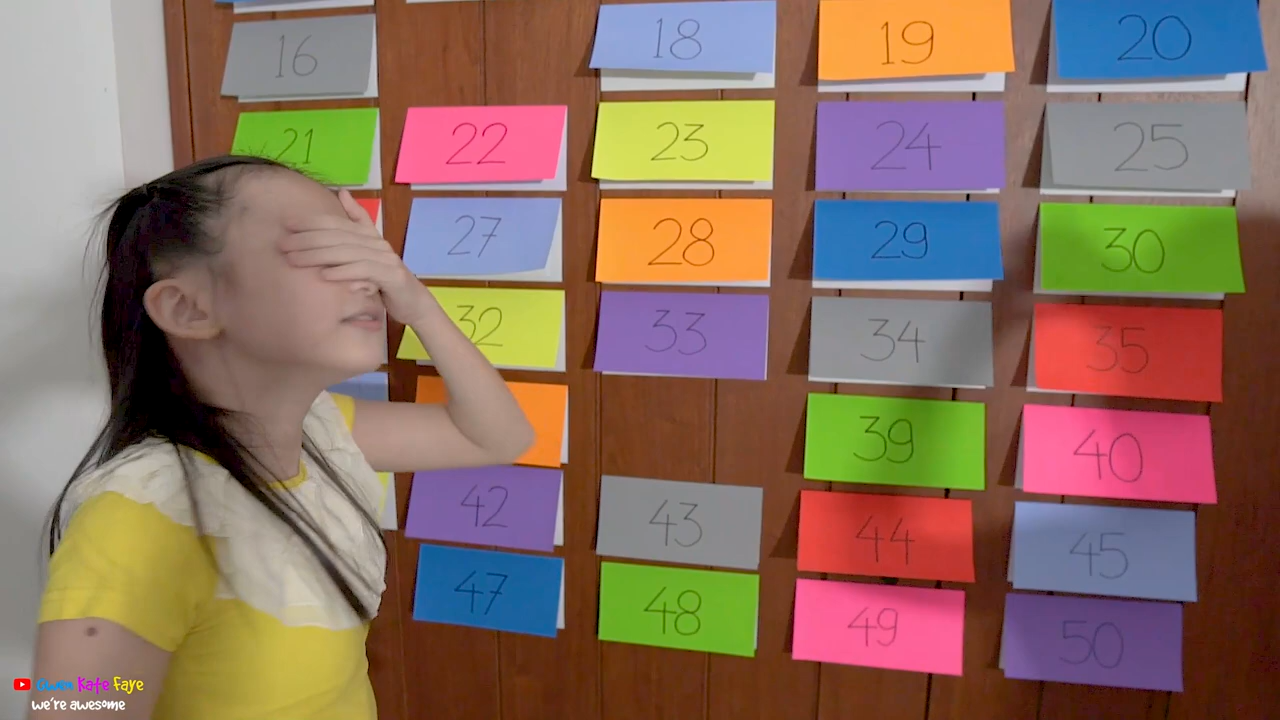 16 18 19 20
21 22 23 24 25
27 28 29 30
32 33 34 35
39 40
42 43 44 45
47 48 49 50
Kate Faye
we're awesome